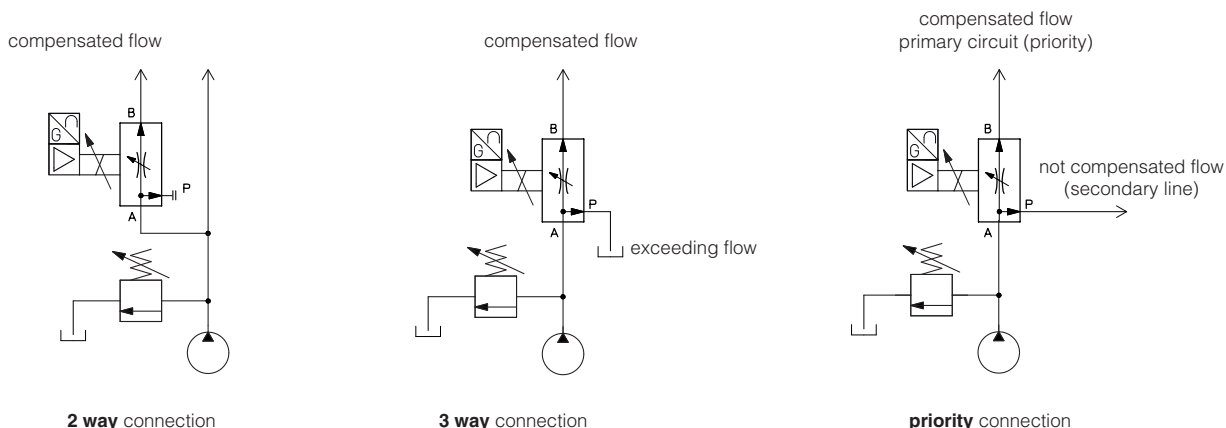 compensated flow
B
G
P
A
2 way connection
compensated flow
B
G
P
A
exceeding flow
3 way connection
compensated flow
primary circuit (priority)
B
G
P
A
not compensated flow
(secondary line)
priority connection